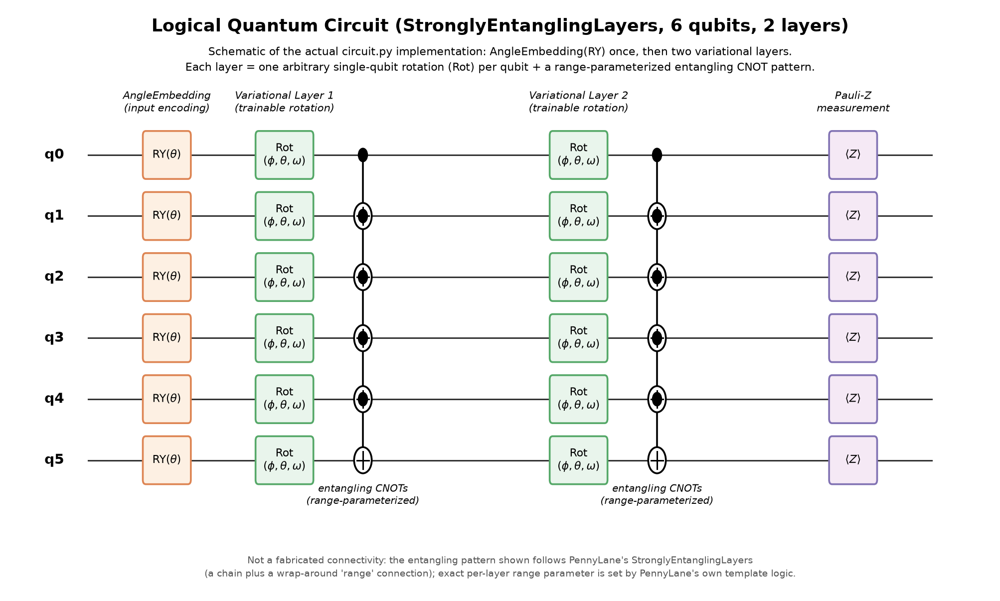 Logical Quantum Circuit (StronglyEntanglingLayers, 6 qubits, 2 layers)
Schematic of the actual circuit.py implementation: AngleEmbedding(RY) once, then two variational layers.
Each layer = one arbitrary single-qubit rotation (Rot) per qubit + a range-parameterized entangling CNOT pattern.
AngleEmbedding
(input encoding)
Variational Layer 1
(trainable rotation)
Variational Layer 2
(trainable rotation)
Pauli-Z
measurement
q0
RY(θ)
Rot
(ϕ, θ, ω)
Rot
(ϕ, θ, ω)
⟨Z⟩
q1
RY(θ)
Rot
(ϕ, θ, ω)
Rot
(ϕ, θ, ω)
⟨Z⟩
q2
RY(θ)
Rot
(ϕ, θ, ω)
Rot
(ϕ, θ, ω)
⟨Z⟩
q3
RY(θ)
Rot
(ϕ, θ, ω)
Rot
(ϕ, θ, ω)
⟨Z⟩
q4
RY(θ)
Rot
(ϕ, θ, ω)
Rot
(ϕ, θ, ω)
⟨Z⟩
q5
RY(θ)
Rot
(ϕ, θ, ω)
Rot
(ϕ, θ, ω)
⟨Z⟩
entangling CNOTs
(range-parameterized)
entangling CNOTs
(range-parameterized)
Not a fabricated connectivity: the entangling pattern shown follows PennyLane's StronglyEntanglingLayers
(a chain plus a wrap-around 'range' connection); exact per-layer range parameter is set by PennyLane's own template logic.